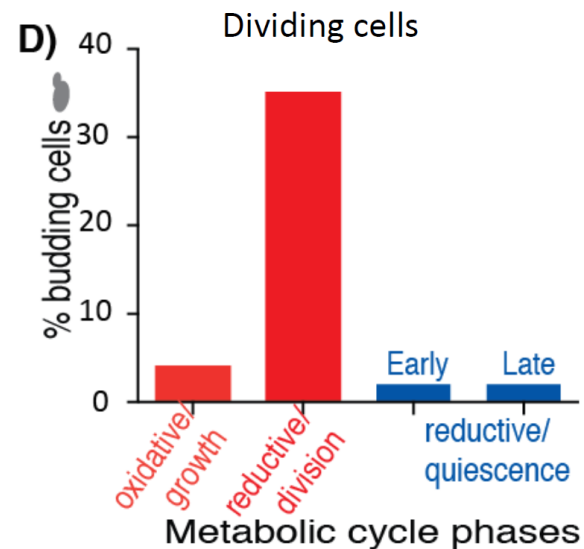 D)
Dividing cells
% budding cells
40
30
20
10
0
Early
Late
oxidative/
growth
reductive/
division
reductive/
quiescence
Metabolic cycle phases